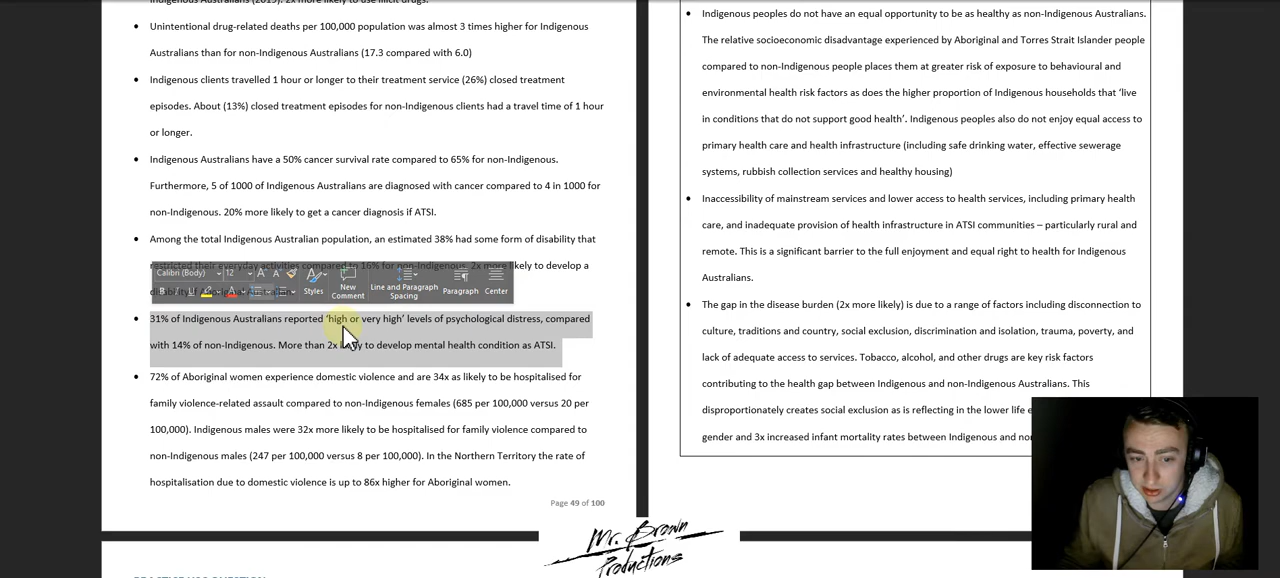 Australians (2019). 2x more likely to use illicit drugs.
• Unintentional drug-related deaths per 100,000 population was almost 3 times higher for Indigenous
Australians than for non-Indigenous Australians (17.3 compared with 6.0)
• Indigenous clients travelled 1 hour or longer to their treatment service (26%) closed treatment
episodes. About (13%) closed treatment episodes for non-Indigenous clients had a travel time of 1 hour
or longer.
• Indigenous Australians have a 50% cancer survival rate compared to 65% for non-Indigenous.
Furthermore, 5 of 1000 of Indigenous Australians are diagnosed with cancer compared to 4 in 1000 for
non-Indigenous. 20% more likely to get a cancer diagnosis if ATSI.
• Among the total Indigenous Australian population, an estimated 38% had some form of disability that
restricted their everyday activities compared to 16% for non-Indigenous. 2x more likely to develop a
Calibri (Body) 12
Styles
New
Comment
Line and Paragraph
Spacing
Paragraph
Center
• 31% of Indigenous Australians reported ‘high or very high’ levels of psychological distress, compared
with 14% of non-Indigenous. More than 2x likely to develop mental health condition as ATSI.
• 72% of Aboriginal women experience domestic violence and are 34x as likely to be hospitalised for
family violence-related assault compared to non-Indigenous females (685 per 100,000 versus 20 per
100,000). Indigenous males were 32x more likely to be hospitalised for family violence compared to
non-Indigenous males (247 per 100,000 versus 8 per 100,000). In the Northern Territory the rate of
hospitalisation due to domestic violence is up to 86x higher for Aboriginal women.
Page 49 of 100
• Indigenous peoples do not have an equal opportunity to be as healthy as non-Indigenous Australians.
The relative socioeconomic disadvantage experienced by Aboriginal and Torres Strait Islander people
compared to non-Indigenous people places them at greater risk of exposure to behavioural and
environmental health risk factors as does the higher proportion of Indigenous households that ‘live
in conditions that do not support good health’. Indigenous peoples also do not enjoy equal access to
primary health care and health infrastructure (including safe drinking water, effective sewerage
systems, rubbish collection services and healthy housing)
• Inaccessibility of mainstream services and lower access to health services, including primary health
care, and inadequate provision of health infrastructure in ATSI communities – particularly rural and
remote. This is a significant barrier to the full enjoyment and equal right to health for Indigenous
Australians.
• The gap in the disease burden (2x more likely) is due to a range of factors including disconnection to
culture, traditions and country, social exclusion, discrimination and isolation, trauma, poverty, and
lack of adequate access to services. Tobacco, alcohol, and other drugs are key risk factors
contributing to the health gap between Indigenous and non-Indigenous Australians. This
disproportionately creates social exclusion as is reflecting in the lower life
gender and 3x increased infant mortality rates between Indigenous and
Mr. Brown
Productions